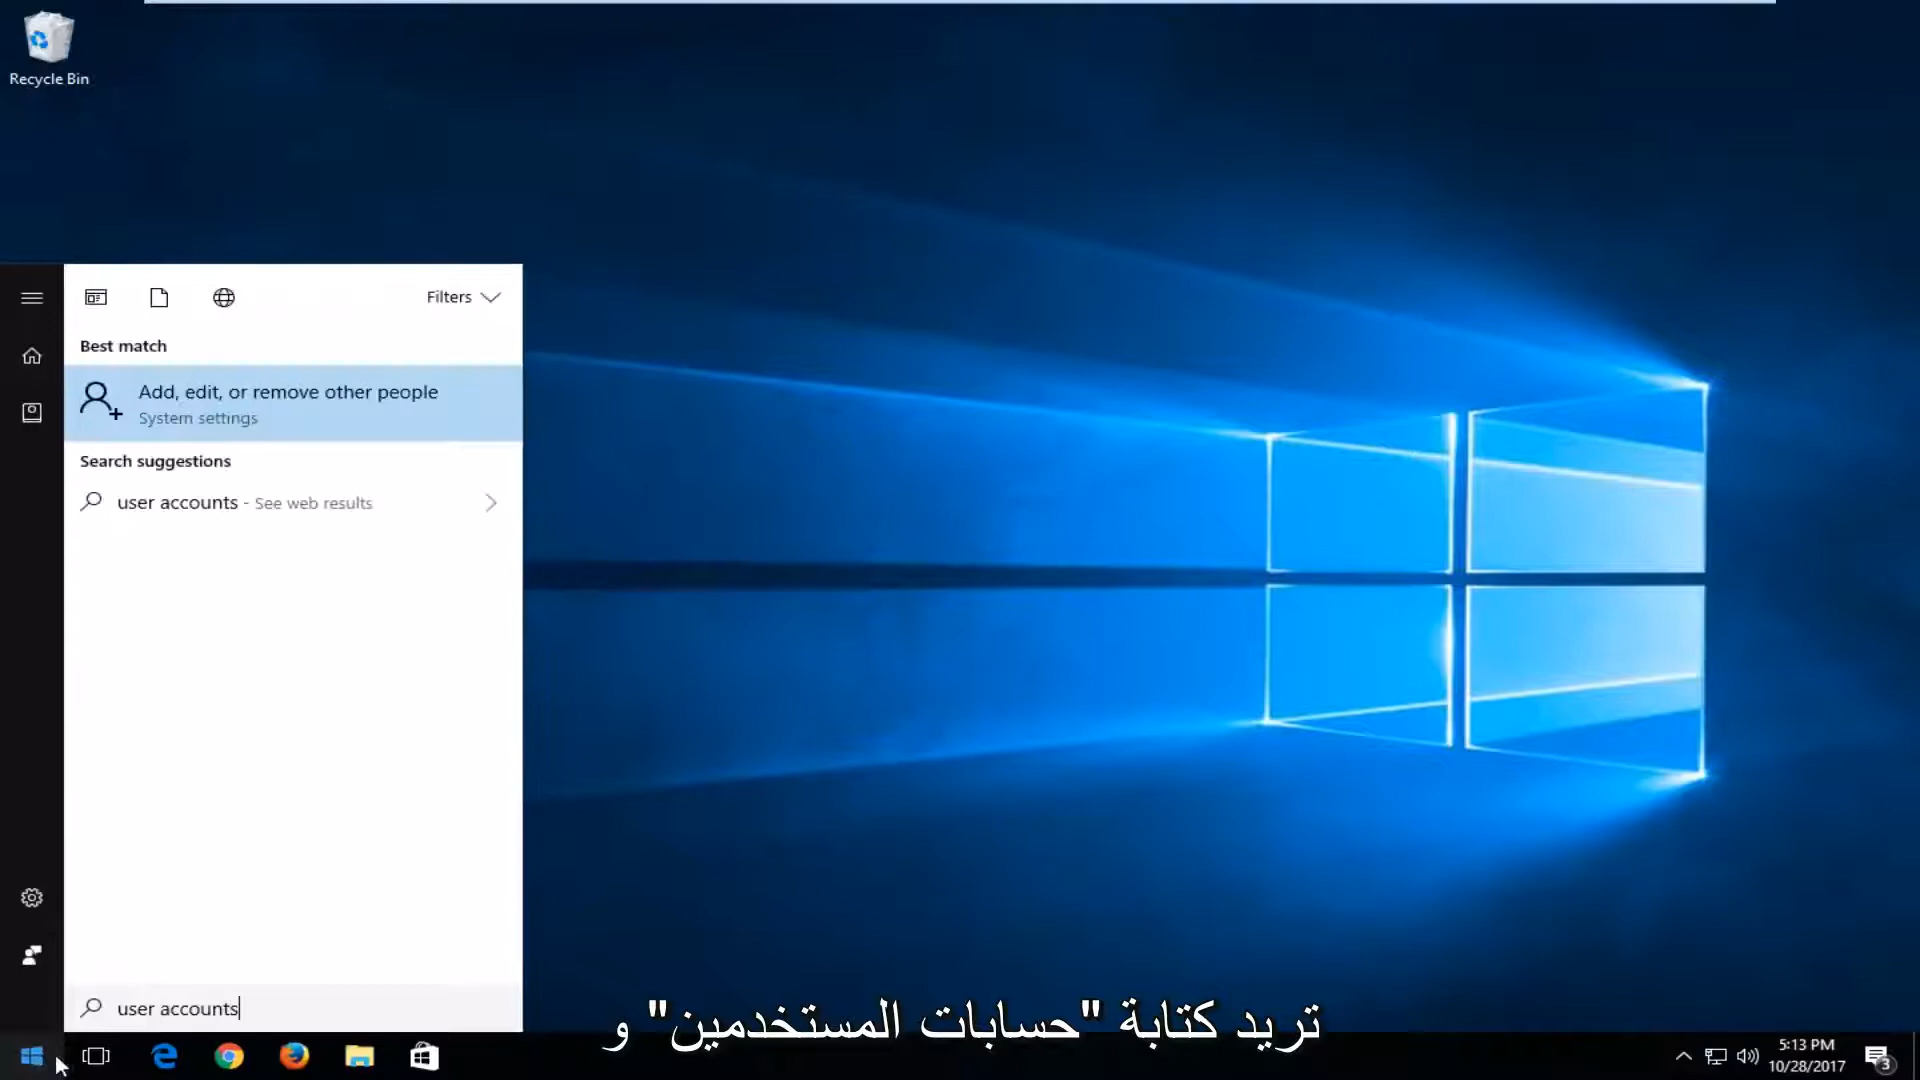 Recycle Bin
Filters
Best match
Add, edit, or remove other people
System settings
Search suggestions
user accounts - See web results
user accounts
تريد كتابة "حسابات المستخدمين" و
5:13 PM
10/28/2017
3